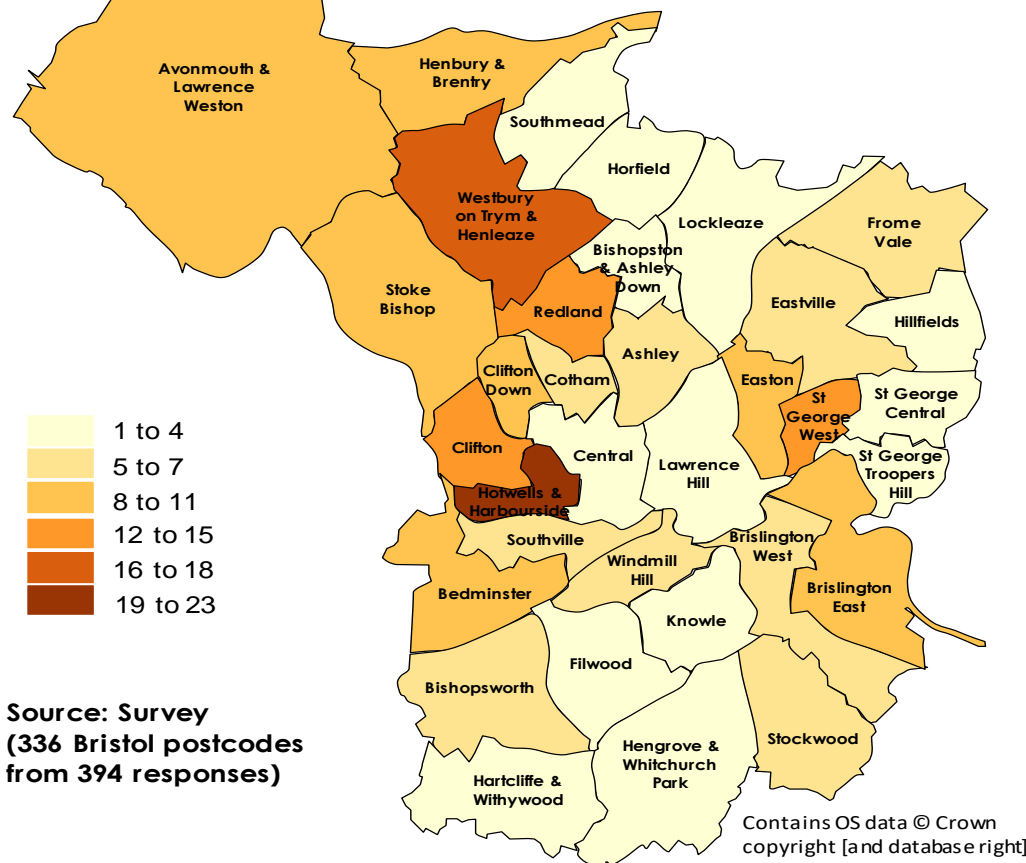 Avonmouth &
Lawrence
Weston
Henbury &
Brentry
Southmead
Horfield
Westbury
on Trym &
Henleaze
Lockleaze
Frome
Vale
Bishopston
& Ashley
Down
Stoke
Bishop
Redland
Eastville
Hillfields
Ashley
Clifton
Down
Cotham
Easton
St
George
West
St George
Central
Clifton
Central
Lawrence
Hill
St George
Troopers
Hill
Hotwells &
Harbourside
Southville
Windmill
Hill
Brislington
West
Bedminster
Brislington
East
Knowle
Filwood
Bishopsworth
Stockwood
Hengrove &
Whitchurch
Park
Hartcliffe &
Withywood
1 to 4
5 to 7
8 to 11
12 to 15
16 to 18
19 to 23
Source: Survey
(336 Bristol postcodes
from 394 responses)
Contains OS data © Crown
copyright [and database right]